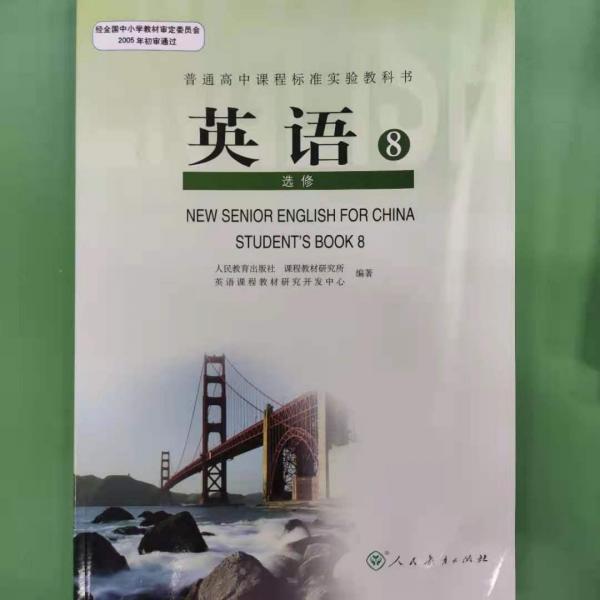 经全国中小学教材审定委员会
2005年初审通过
普通高中课程标准实验教科书
英语 8
选修
NEW SENIOR ENGLISH FOR CHINA
STUDENT'S BOOK 8
人民教育出版社 课程教材研究所
英语课程教材研究开发中心 编著
人民教育出版社